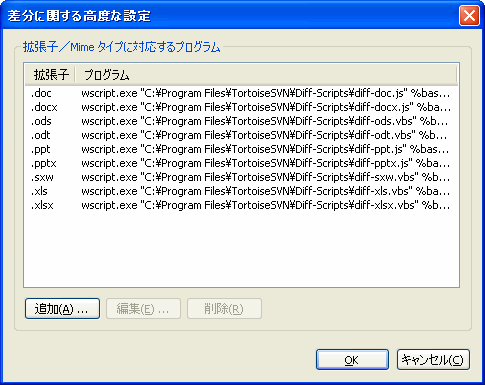 差分に関する高度な設定
拡張子／Mime タイプに対応するプログラム
拡張子 プログラム
.doc wscript.exe "C:¥Program Files¥TortoiseSVN¥Diff-Scripts¥diff-doc.js" %bas...
.docx wscript.exe "C:¥Program Files¥TortoiseSVN¥Diff-Scripts¥diff-docx.js" %b...
.ods wscript.exe "C:¥Program Files¥TortoiseSVN¥Diff-Scripts¥diff-ods.vbs" %b...
.odt wscript.exe "C:¥Program Files¥TortoiseSVN¥Diff-Scripts¥diff-odt.vbs" %b...
.ppt wscript.exe "C:¥Program Files¥TortoiseSVN¥Diff-Scripts¥diff-ppt.js" %bas...
.pptx wscript.exe "C:¥Program Files¥TortoiseSVN¥Diff-Scripts¥diff-pptx.js" %b...
.sxw wscript.exe "C:¥Program Files¥TortoiseSVN¥Diff-Scripts¥diff-sxw.vbs" %b...
.xls wscript.exe "C:¥Program Files¥TortoiseSVN¥Diff-Scripts¥diff-xls.vbs" %ba...
.xlsx wscript.exe "C:¥Program Files¥TortoiseSVN¥Diff-Scripts¥diff-xlsx.vbs" %b...
追加(A) ... 編集(E) ... 削除(R)
OK キャンセル(C)